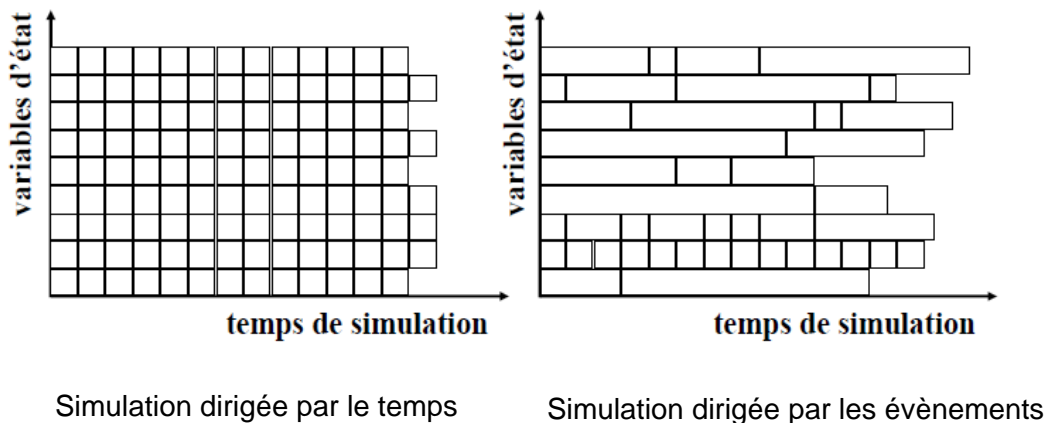 variables d'état
temps de simulation
Simulation dirigée par le temps
variables d'état
temps de simulation
Simulation dirigée par les évènements